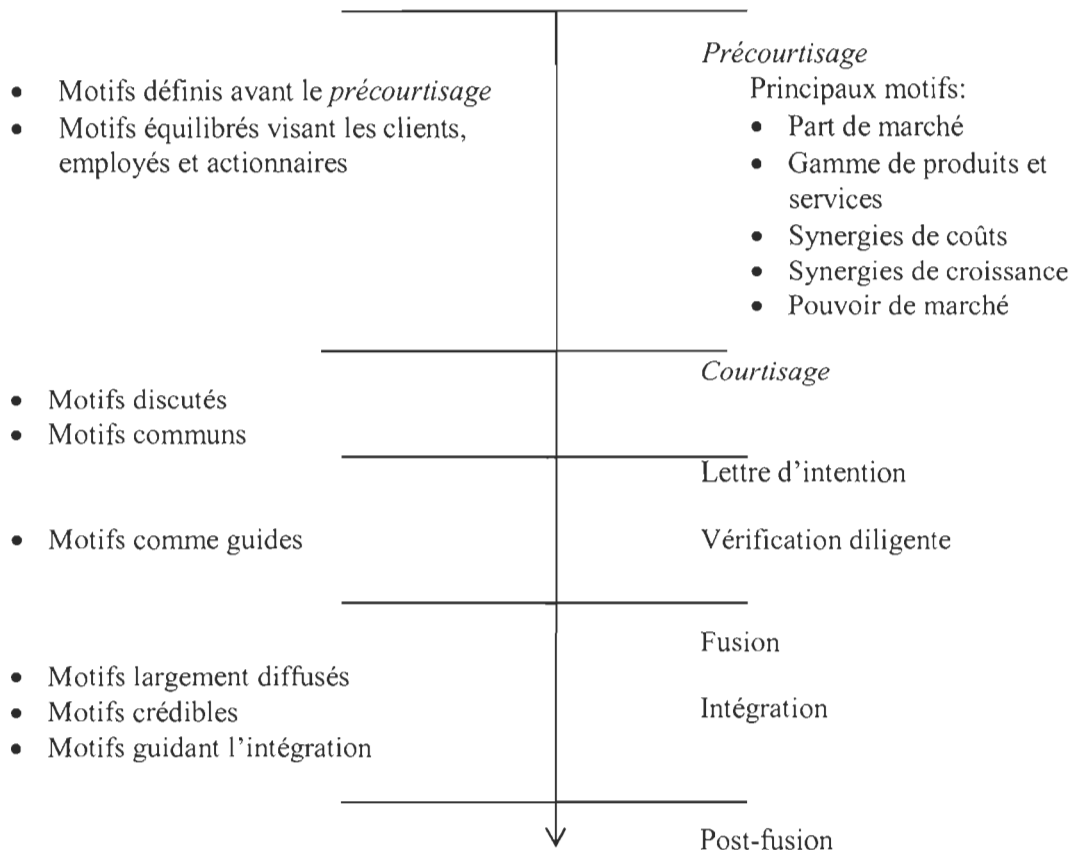 Précourtisage
• Motifs définis avant le précourtisage
• Motifs équilibrés visant les clients,
employés et actionnaires
Principaux motifs:
• Part de marché
• Gamme de produits et
services
• Synergies de coûts
• Synergies de croissance
• Pouvoir de marché
Courtisage
• Motifs discutés
• Motifs communs
Lettre d'intention
• Motifs comme guides
Vérification diligente
Fusion
• Motifs largement diffusés
• Motifs crédibles
• Motifs guidant l'intégration
Intégration
Post-fusion